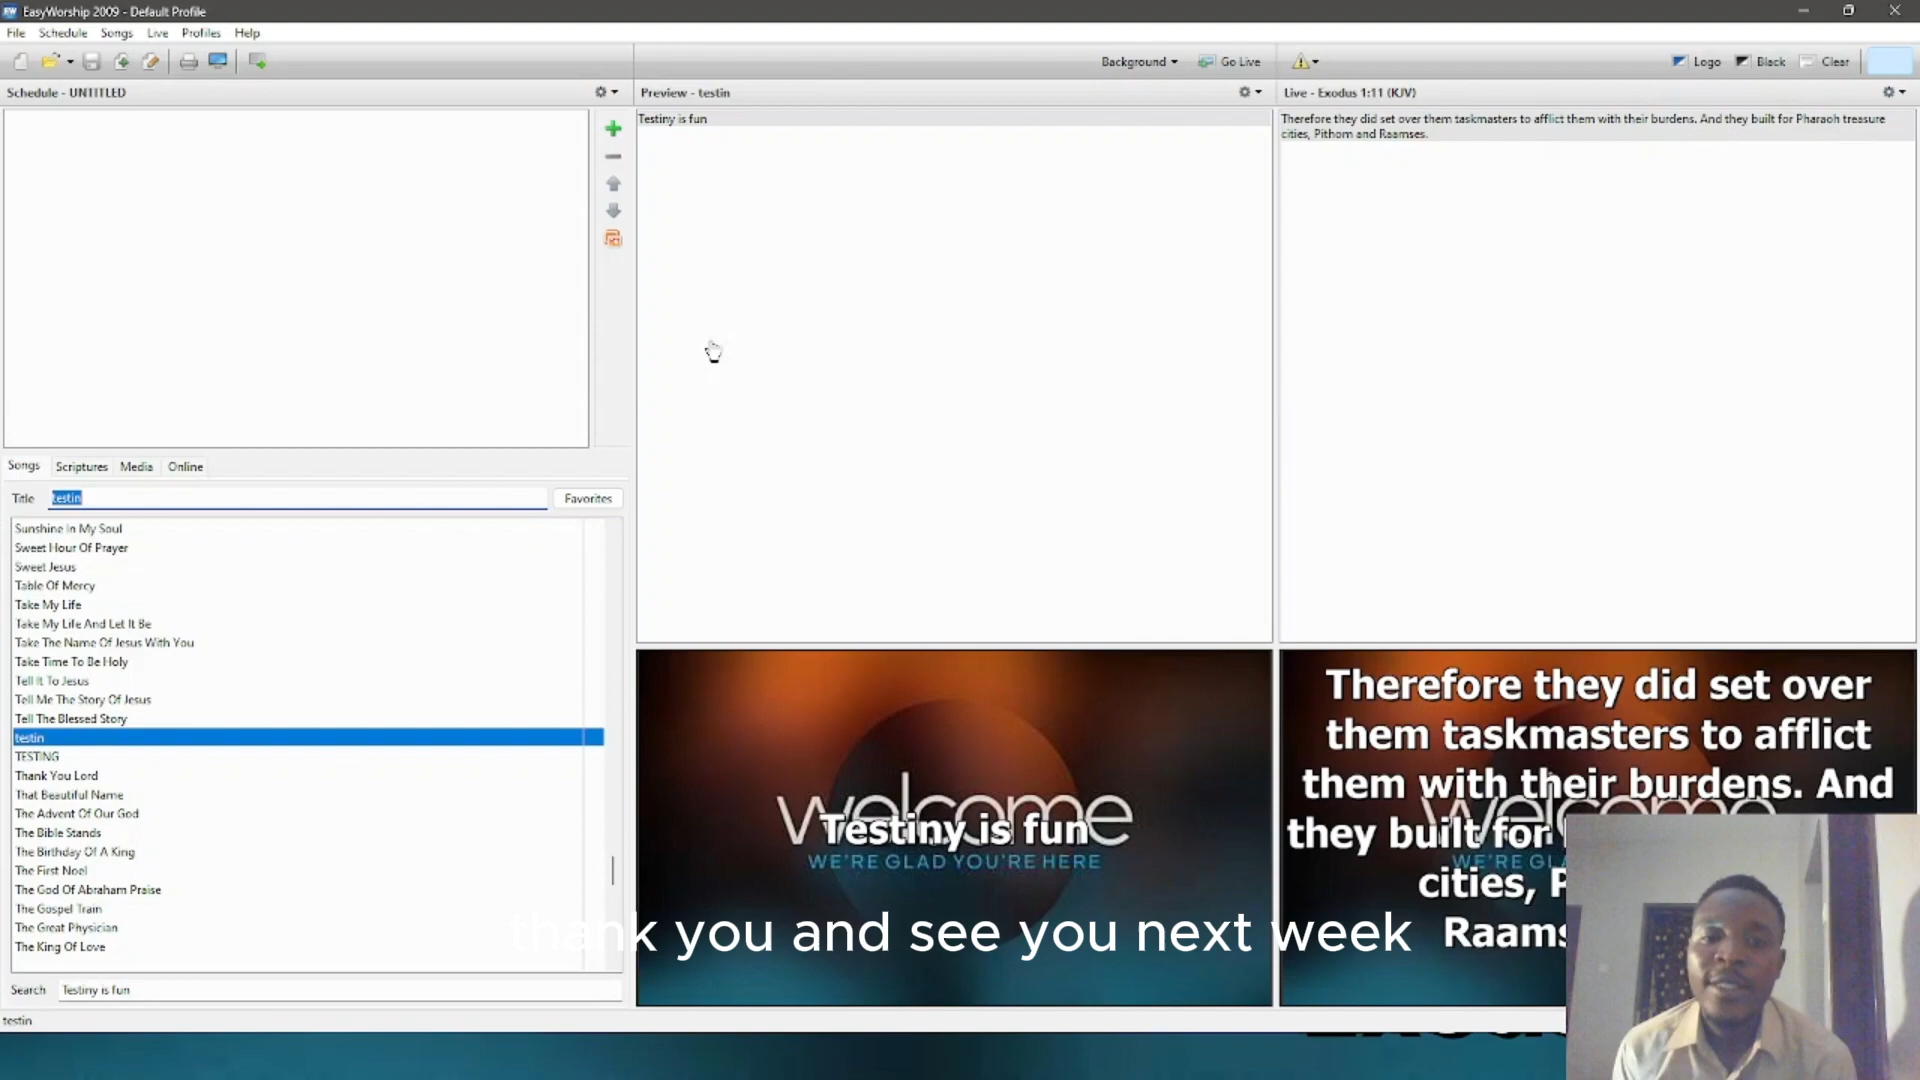 EasyWorship 2009 - Default Profile
File Schedule Songs Live Profiles Help
Background Go Live Logo Black Clear
Schedule - UNTITLED
Preview - testin
Live - Exodus 1:11 (KJV)
Testiny is fun
Therefore they did set over them taskmasters to afflict them with their burdens. And they built for Pharaoh treasure
cities, Pithom and Raamses.
Songs Scriptures Media Online
Title testin Favorites
Sunshine In My Soul
Sweet Hour Of Prayer
Sweet Jesus
Table Of Mercy
Take My Life
Take My Life And Let It Be
Take The Name Of Jesus With You
Take Time To Be Holy
Tell It To Jesus
Tell Me The Story Of Jesus
Tell The Blessed Story
testin
TESTING
Thank You Lord
That Beautiful Name
The Advent Of Our God
The Bible Stands
The Birthday Of A King
The First Noel
The God Of Abraham Praise
The Gospel Train
The Great Physician
The King Of Love
Search Testiny is fun
testin
welcome
Testiny is fun
WE'RE GLAD YOU'RE HERE
Therefore they did set over
them taskmasters to afflict
them with their burdens. And
they built for
cities,
thank you and see you next week